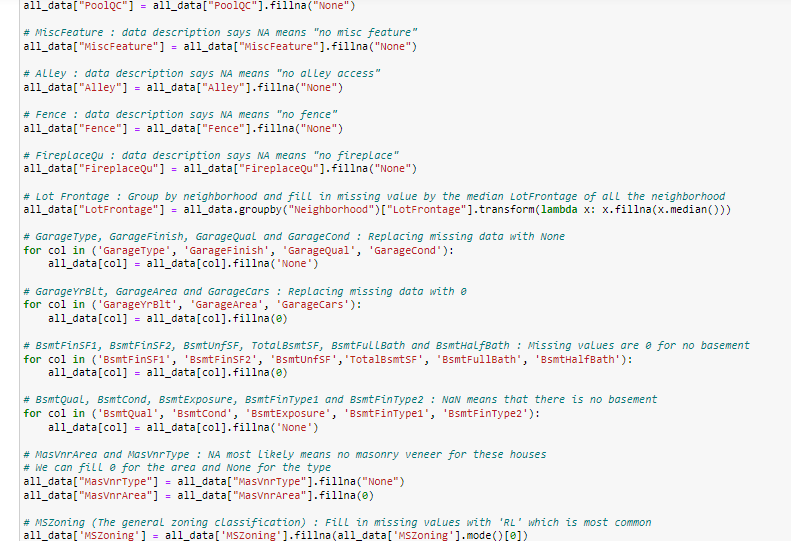 all_data["PoolQC"] = all_data["PoolQC"].fillna("None")
# MiscFeature : data description says NA means "no misc feature"
all_data["MiscFeature"] = all_data["MiscFeature"].fillna("None")
# Alley : data description says NA means "no alley access"
all_data["Alley"] = all_data["Alley"].fillna("None")
# Fence : data description says NA means "no fence"
all_data["Fence"] = all_data["Fence"].fillna("None")
# FireplaceQu : data description says NA means "no fireplace"
all_data["FireplaceQu"] = all_data["FireplaceQu"].fillna("None")
# Lot Frontage : Group by neighborhood and fill in missing value by the median LotFrontage of all the neighborhood
all_data["LotFrontage"] = all_data.groupby("Neighborhood")["LotFrontage"].transform(lambda x: x.fillna(x.median()))
# GarageType, GarageFinish, GarageQual and GarageCond : Replacing missing data with None
for col in ('GarageType', 'GarageFinish', 'GarageQual', 'GarageCond'):
    all_data[col] = all_data[col].fillna('None')
# GarageYrBlt, GarageArea and GarageCars : Replacing missing data with 0
for col in ('GarageYrBlt', 'GarageArea', 'GarageCars'):
    all_data[col] = all_data[col].fillna(0)
# BsmtFinSF1, BsmtFinSF2, BsmtUnfSF, TotalBsmtSF, BsmtFullBath and BsmtHalfBath : Missing values are 0 for no basement
for col in ('BsmtFinSF1', 'BsmtFinSF2', 'BsmtUnfSF','TotalBsmtSF', 'BsmtFullBath', 'BsmtHalfBath'):
    all_data[col] = all_data[col].fillna(0)
# BsmtQual, BsmtCond, BsmtExposure, BsmtFinType1 and BsmtFinType2 : NaN means that there is no basement
for col in ('BsmtQual', 'BsmtCond', 'BsmtExposure', 'BsmtFinType1', 'BsmtFinType2'):
    all_data[col] = all_data[col].fillna('None')
# MasVnrArea and MasVnrType : NA most likely means no masonry veneer for these houses
# We can fill 0 for the area and None for the type
all_data["MasVnrType"] = all_data["MasVnrType"].fillna("None")
all_data["MasVnrArea"] = all_data["MasVnrArea"].fillna(0)
# MSZoning (The general zoning classification) : Fill in missing values with 'RL' which is most common
all_data['MSZoning'] = all_data['MSZoning'].fillna(all_data['MSZoning'].mode()[0])